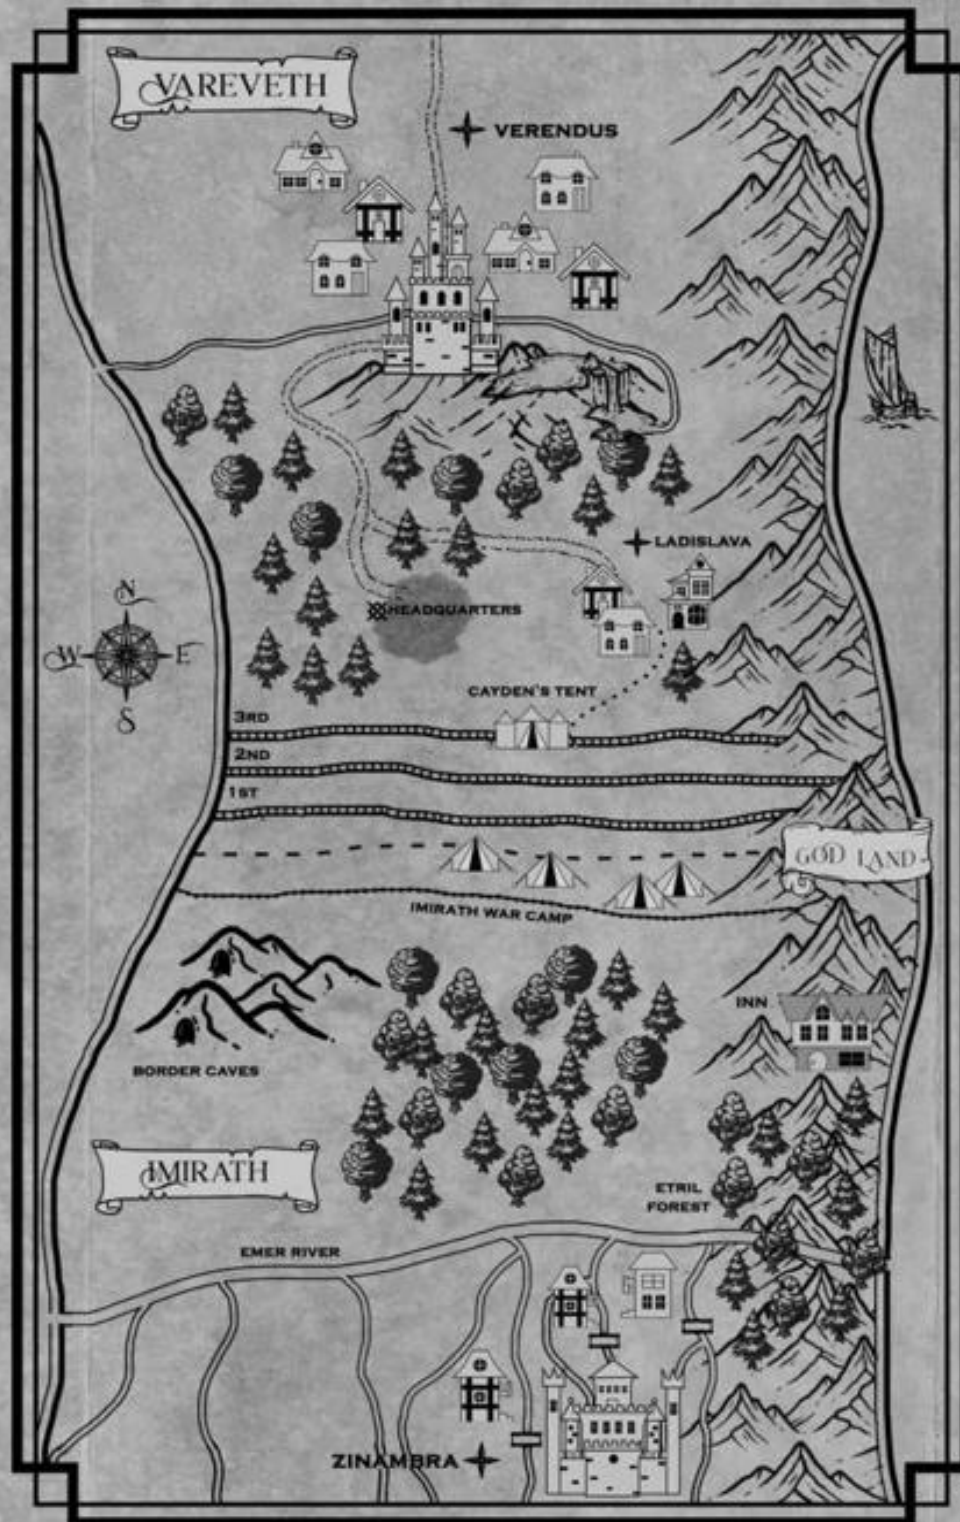 VAREVETH
VERENDUS
LADISLAVA
N
W E
S
HEADQUARTERS
CAYDEN'S TENT
3RD
2ND
1ST
GOD LAND
IMIRATH WAR CAMP
INN
BORDER CAVES
IMIRATH
ETRIL
FOREST
EMER RIVER
ZINAMBRA